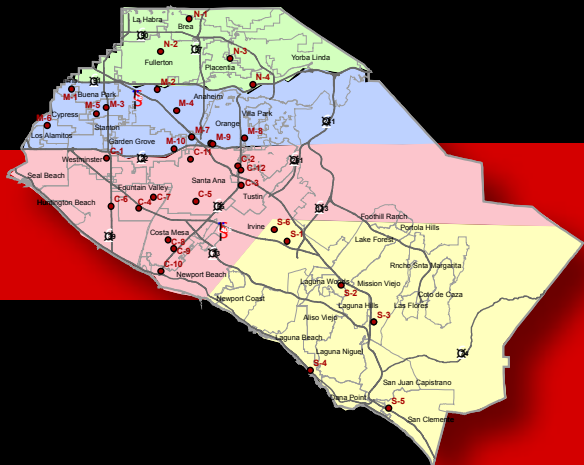 La Habra
N-1
Brea
N-2
Fullerton
N-3
Placentia
Yorba Linda
N-4
M-2
Buena Park
Anaheim
M-5
M-3
M-4
Cypress
Orange
Villa Park
M-6
Stanton
Los Alamitos
M-7
M-9
M-8
Garden Grove
M-10
C-1
Westminster
C-11
C-2
C-12
Seal Beach
Santa Ana
C-3
Fountain Valley
Tustin
C-7
C-5
Huntington Beach
C-6
C-4
Foothill Ranch
S-6
Irvine
Portola Hills
Costa Mesa
S-1
Lake Forest
C-8
C-9
Rnche Snta Margarita
C-10
Newport Beach
Laguna Woods
Mission Viejo
S-2
Coto de Caza
Newport Coast
Laguna Hills
Las Flores
Aliso Viejo
S-3
Laguna Beach
Laguna Niguel
S-4
San Juan Capistrano
Dana Point
S-5
San Clemente